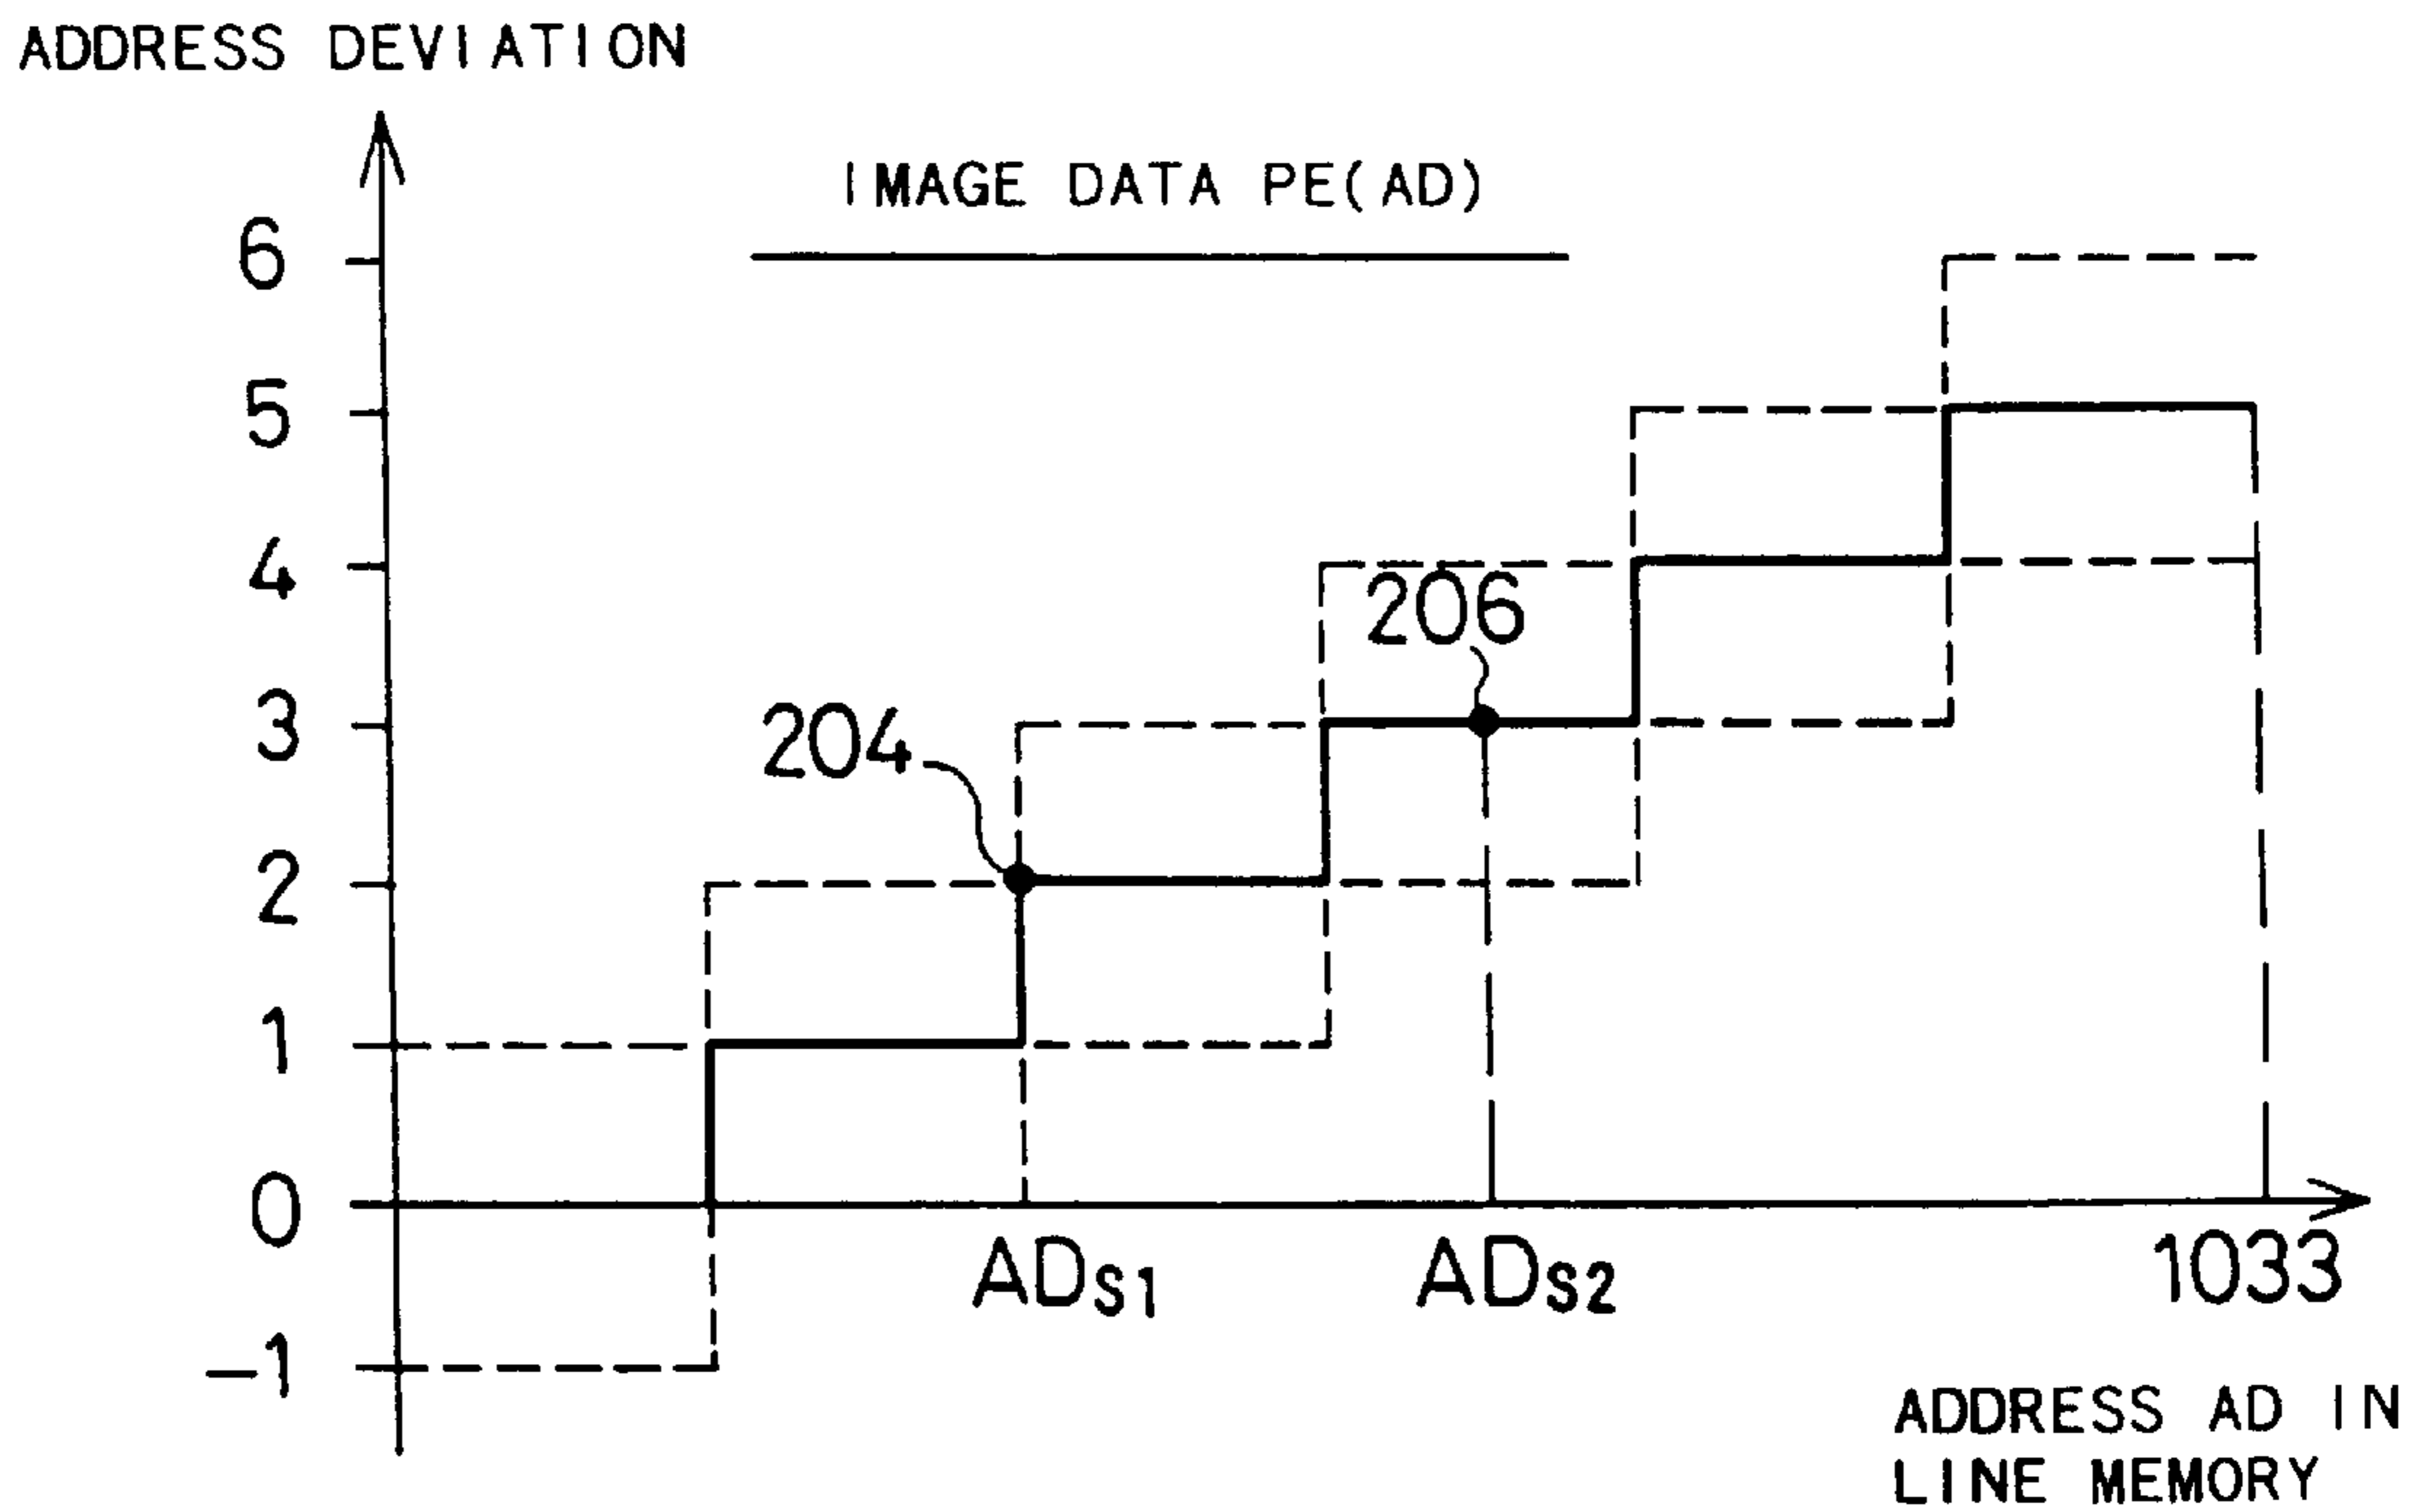 ADDRESS DEVIATION
IMAGE DATA PE(AD)
6
5
4
206
3
204
2
1
0
ADS1 ADS2 1033
-1
ADDRESS AD IN
LINE MEMORY